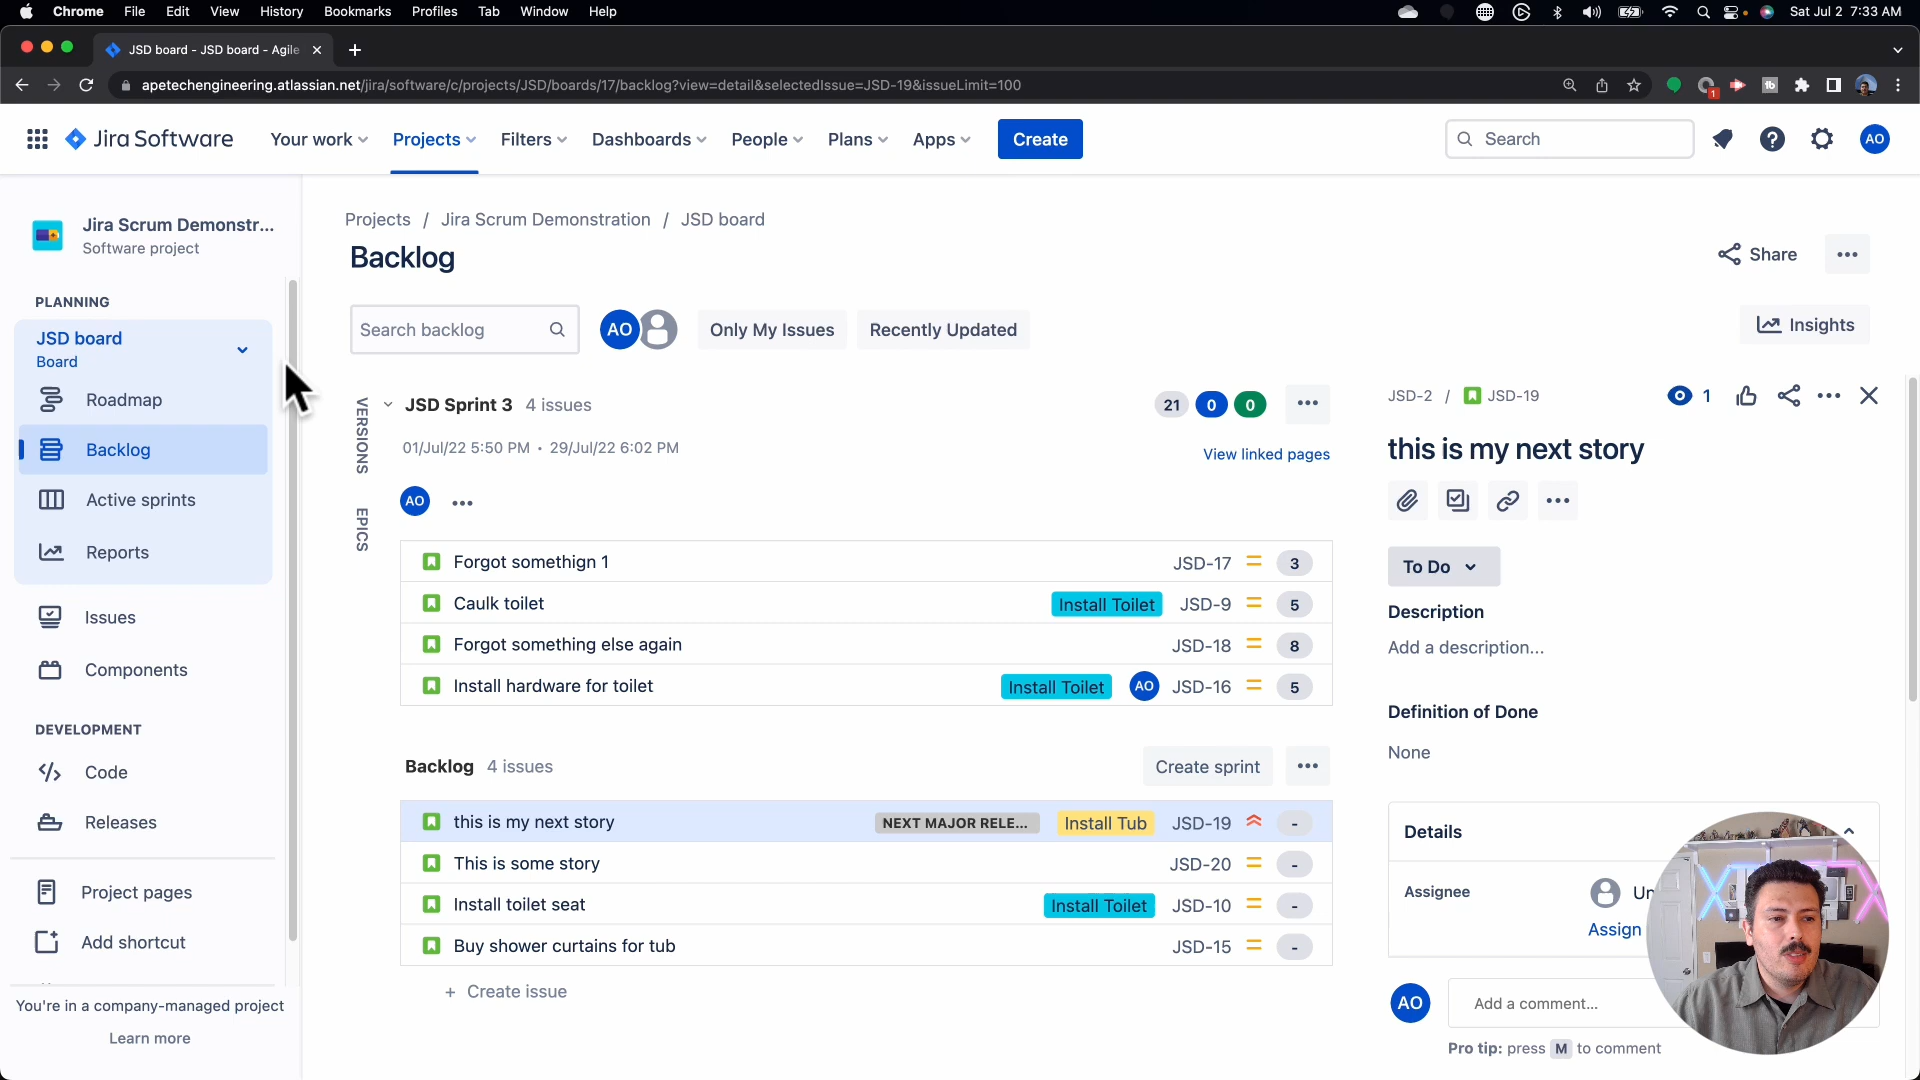 Chrome File Edit View History Bookmarks Profiles Tab Window Help
Sat Jul 2 7:33 AM
JSD board - JSD board - Agile
apetechengineering.atlassian.net/jira/software/c/projects/JSD/boards/17/backlog?view=detail&selectedIssue=JSD-19&issueLimit=100
1
Jira Software
Your work
Projects
Filters
Dashboards
People
Plans
Apps
Create
Search
AO
Jira Scrum Demonstr...
Software project
PLANNING
JSD board
Board
Roadmap
Backlog
Active sprints
Reports
Issues
Components
DEVELOPMENT
Code
Releases
Project pages
Add shortcut
You're in a company-managed project
Learn more
Projects / Jira Scrum Demonstration / JSD board
Backlog
Share
Search backlog
AO
Only My Issues
Recently Updated
Insights
VERSIONS
EPICS
JSD Sprint 3 4 issues
21 0 0
01/Jul/22 5:50 PM • 29/Jul/22 6:02 PM
View linked pages
AO
Forgot somethign 1 JSD-17 3
Caulk toilet Install Toilet JSD-9 5
Forgot something else again JSD-18 8
Install hardware for toilet Install Toilet AO JSD-16 5
Backlog 4 issues
Create sprint
this is my next story NEXT MAJOR RELE... Install Tub JSD-19 -
This is some story JSD-20 -
Install toilet seat Install Toilet JSD-10 -
Buy shower curtains for tub JSD-15 -
+ Create issue
JSD-2 / JSD-19
1
this is my next story
To Do
Description
Add a description...
Definition of Done
None
Details
Assignee
Un
Assign
AO
Add a comment...
Pro tip: press M to comment